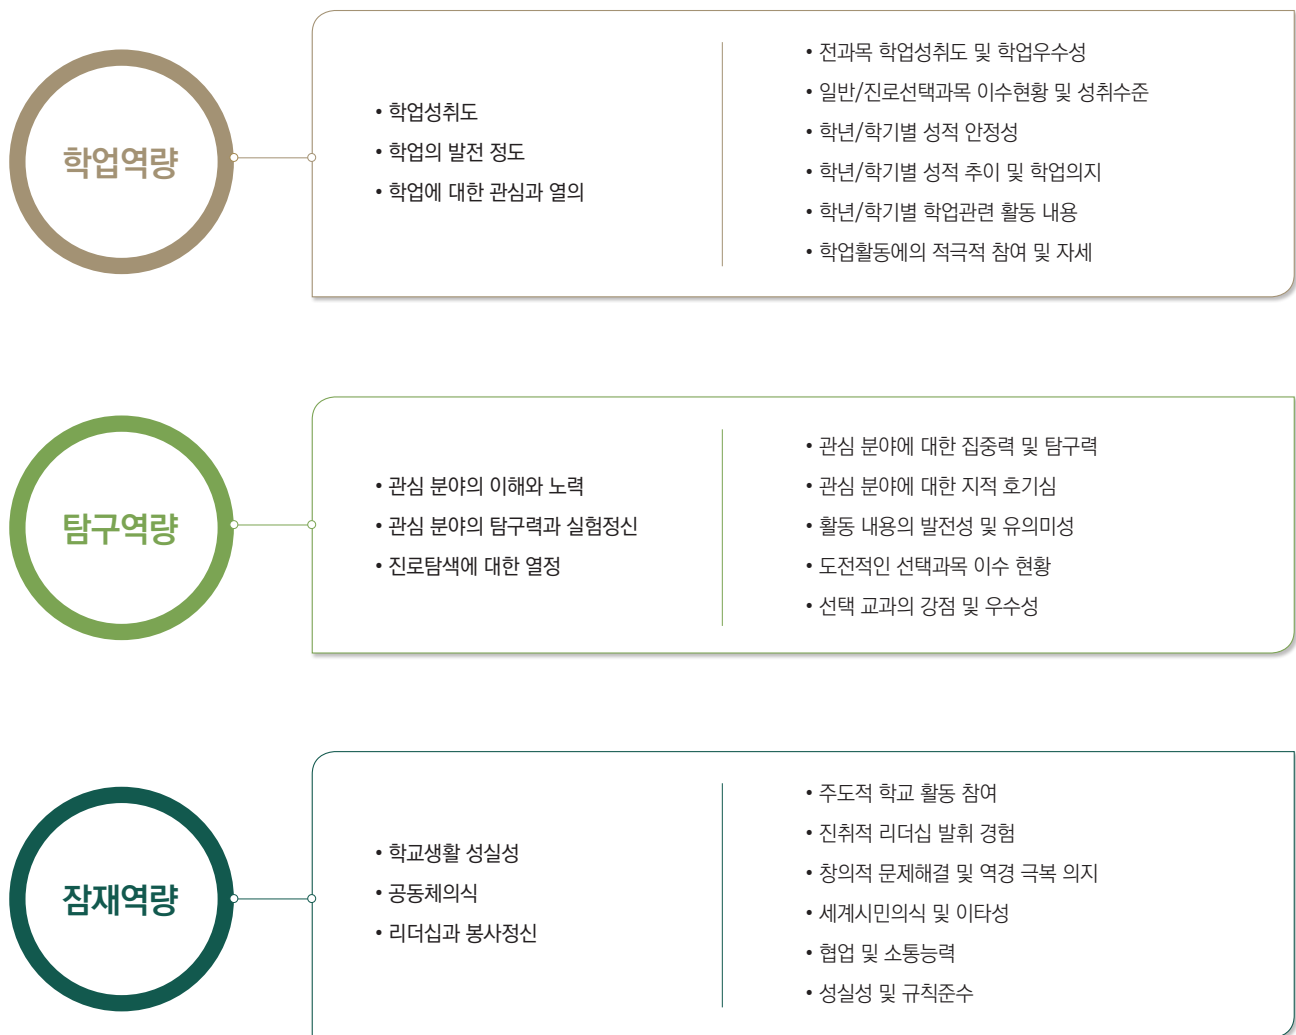 학업역량
• 학업성취도
• 학업의 발전 정도
• 학업에 대한 관심과 열의
• 전과목 학업성취도 및 학업우수성
• 일반/진로선택과목 이수현황 및 성취수준
• 학년/학기별 성적 안정성
• 학년/학기별 성적 추이 및 학업의지
• 학년/학기별 학업관련 활동 내용
• 학업활동에의 적극적 참여 및 자세
탐구역량
• 관심 분야의 이해와 노력
• 관심 분야의 탐구력과 실험정신
• 진로탐색에 대한 열정
• 관심 분야에 대한 집중력 및 탐구력
• 관심 분야에 대한 지적 호기심
• 활동 내용의 발전성 및 유의미성
• 도전적인 선택과목 이수 현황
• 선택 교과의 강점 및 우수성
잠재역량
• 학교생활 성실성
• 공동체의식
• 리더십과 봉사정신
• 주도적 학교 활동 참여
• 진취적 리더십 발휘 경험
• 창의적 문제해결 및 역경 극복 의지
• 세계시민의식 및 이타성
• 협업 및 소통능력
• 성실성 및 규칙준수